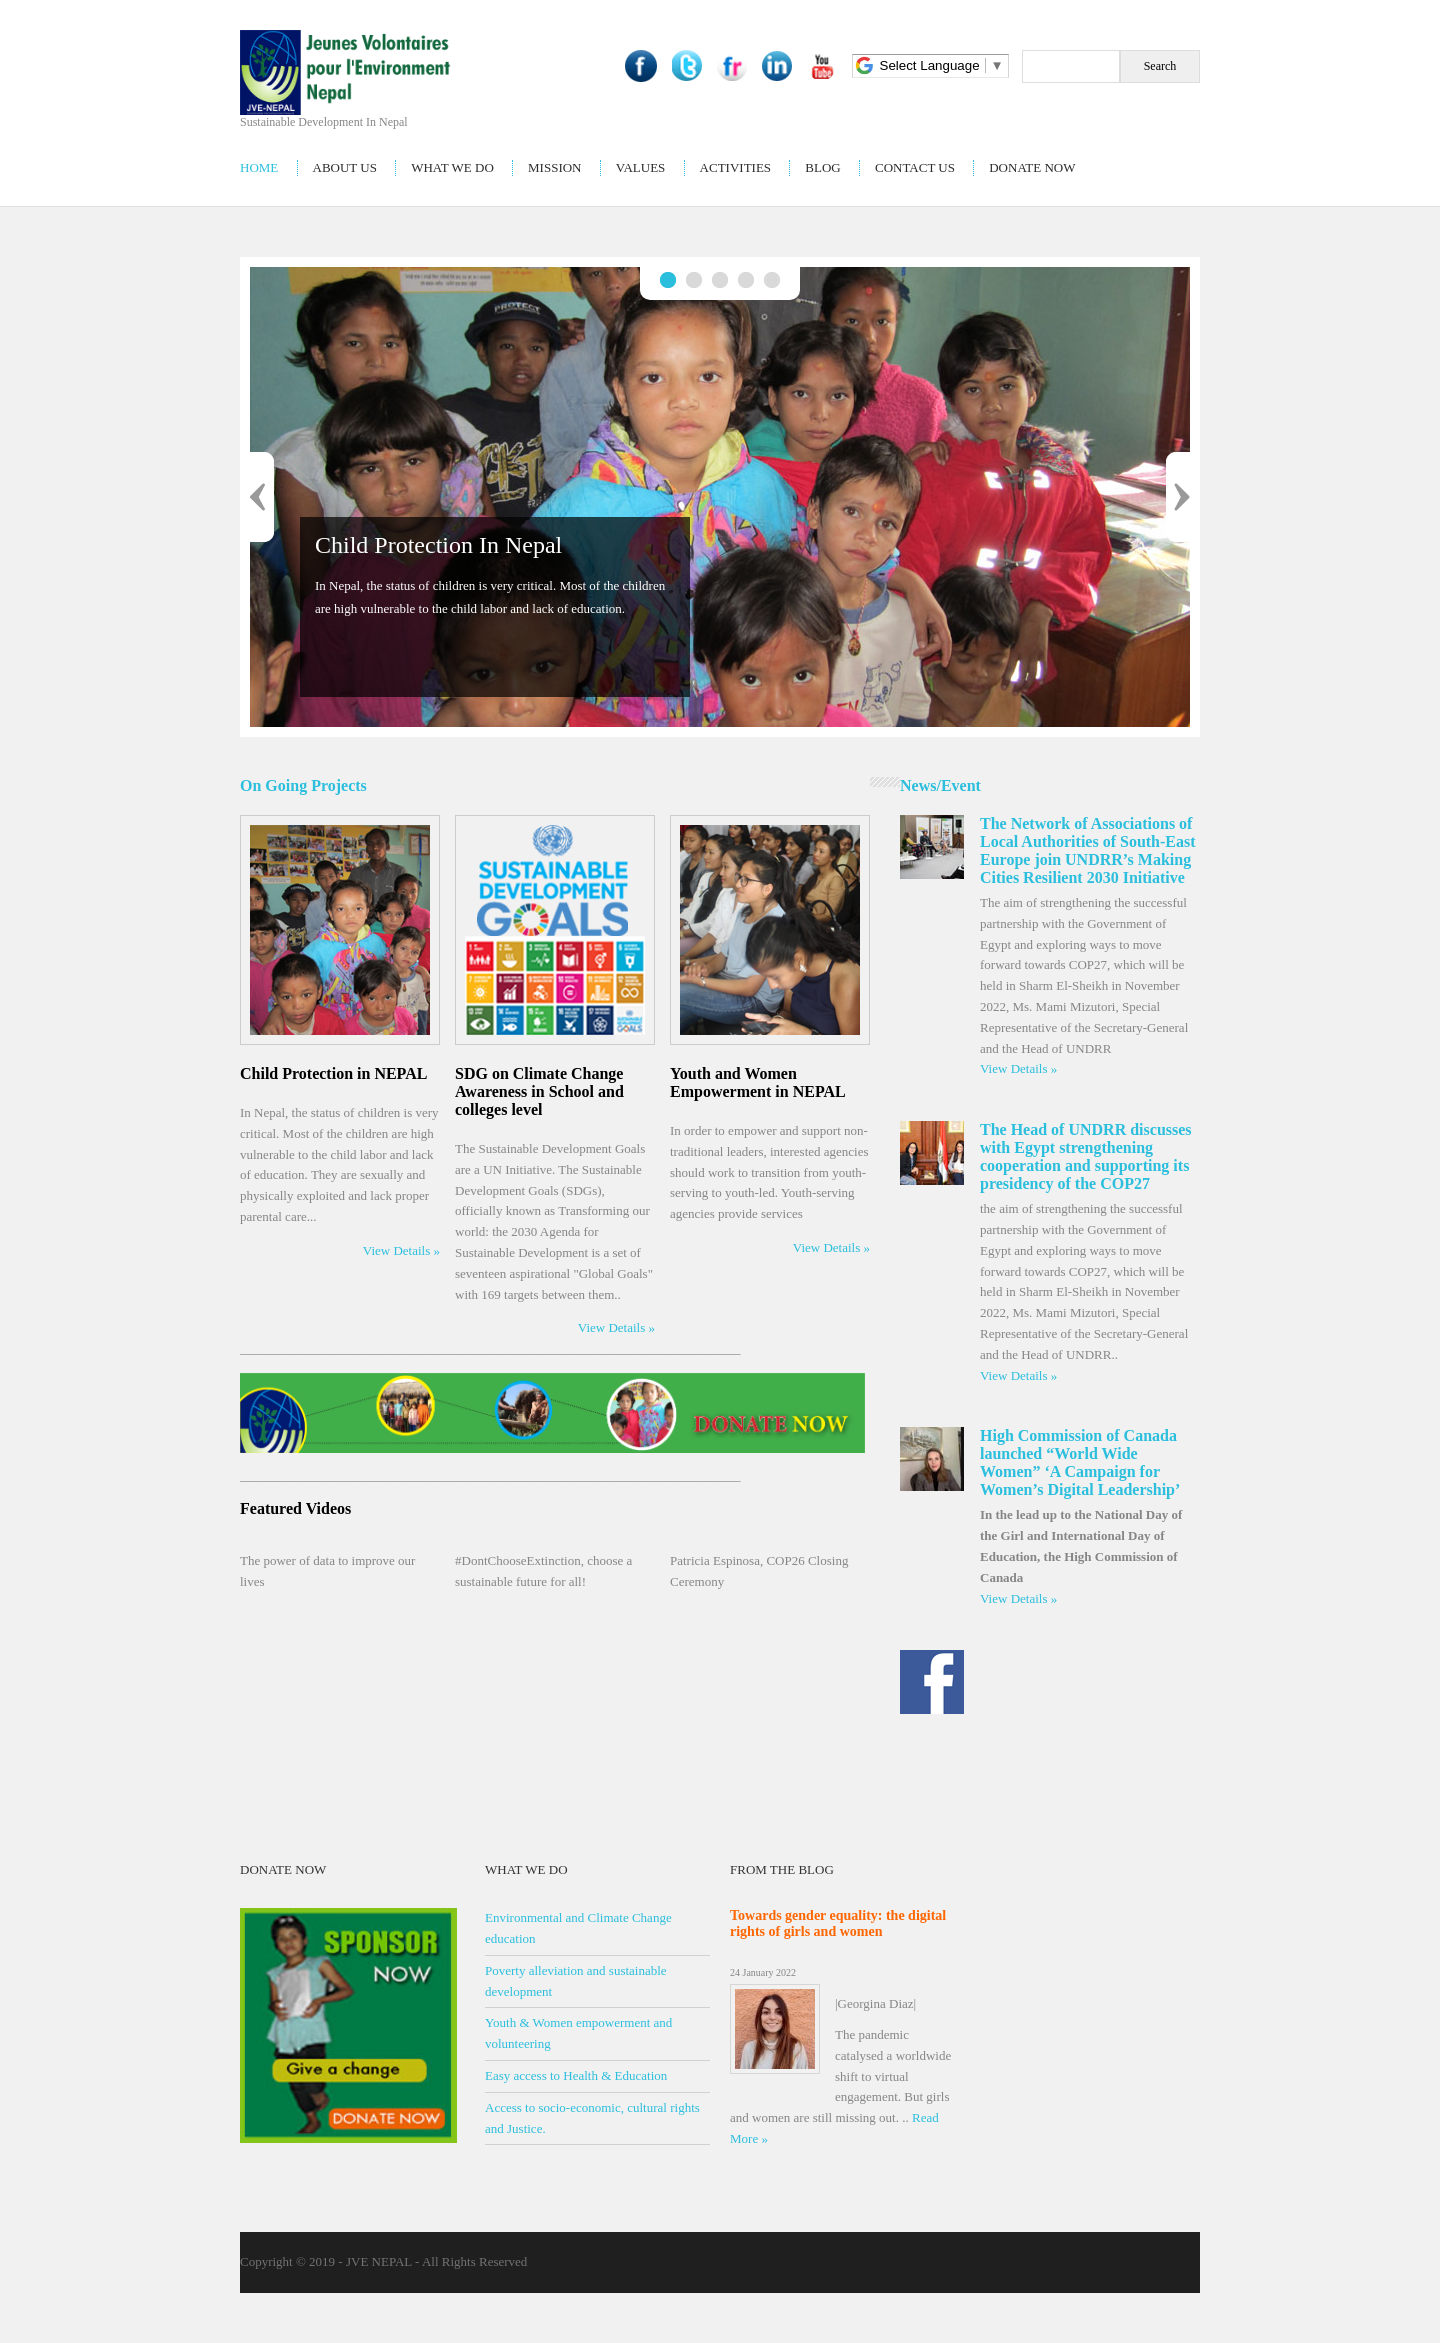 Jeunes Volontaires
pour l'Environment
Nepal
JVE-NEPAL
Sustainable Development In Nepal
You
Tube
Select Language ▼
Search
HOME
ABOUT US
WHAT WE DO
MISSION
VALUES
ACTIVITIES
BLOG
CONTACT US
DONATE NOW
PROTECT
Child Protection In Nepal
In Nepal, the status of children is very critical. Most of the children
are high vulnerable to the child labor and lack of education.
On Going Projects
SUSTAINABLE
DEVELOPMENT
GOALS
Child Protection in NEPAL
In Nepal, the status of children is very
critical. Most of the children are high
vulnerable to the child labor and lack
of education. They are sexually and
physically exploited and lack proper
parental care...
View Details »
SDG on Climate Change
Awareness in School and
colleges level
The Sustainable Development Goals
are a UN Initiative. The Sustainable
Development Goals (SDGs),
officially known as Transforming our
world: the 2030 Agenda for
Sustainable Development is a set of
seventeen aspirational "Global Goals"
with 169 targets between them..
View Details »
Youth and Women
Empowerment in NEPAL
In order to empower and support non-
traditional leaders, interested agencies
should work to transition from youth-
serving to youth-led. Youth-serving
agencies provide services
View Details »
DONATE NOW
Featured Videos
The power of data to improve our
lives
#DontChooseExtinction, choose a
sustainable future for all!
Patricia Espinosa, COP26 Closing
Ceremony
News/Event
The Network of Associations of
Local Authorities of South-East
Europe join UNDRR’s Making
Cities Resilient 2030 Initiative
The aim of strengthening the successful
partnership with the Government of
Egypt and exploring ways to move
forward towards COP27, which will be
held in Sharm El-Sheikh in November
2022, Ms. Mami Mizutori, Special
Representative of the Secretary-General
and the Head of UNDRR
View Details »
The Head of UNDRR discusses
with Egypt strengthening
cooperation and supporting its
presidency of the COP27
the aim of strengthening the successful
partnership with the Government of
Egypt and exploring ways to move
forward towards COP27, which will be
held in Sharm El-Sheikh in November
2022, Ms. Mami Mizutori, Special
Representative of the Secretary-General
and the Head of UNDRR..
View Details »
High Commission of Canada
launched “World Wide
Women” ‘A Campaign for
Women’s Digital Leadership’
In the lead up to the National Day of
the Girl and International Day of
Education, the High Commission of
Canada
View Details »
DONATE NOW
SPONSOR
NOW
Give a change
DONATE NOW
WHAT WE DO
Environmental and Climate Change
education
Poverty alleviation and sustainable
development
Youth & Women empowerment and
volunteering
Easy access to Health & Education
Access to socio-economic, cultural rights
and Justice.
FROM THE BLOG
Towards gender equality: the digital
rights of girls and women
24 January 2022
|Georgina Diaz|
The pandemic
catalysed a worldwide
shift to virtual
engagement. But girls
and women are still missing out. .. Read
More »
Copyright © 2019 - JVE NEPAL - All Rights Reserved